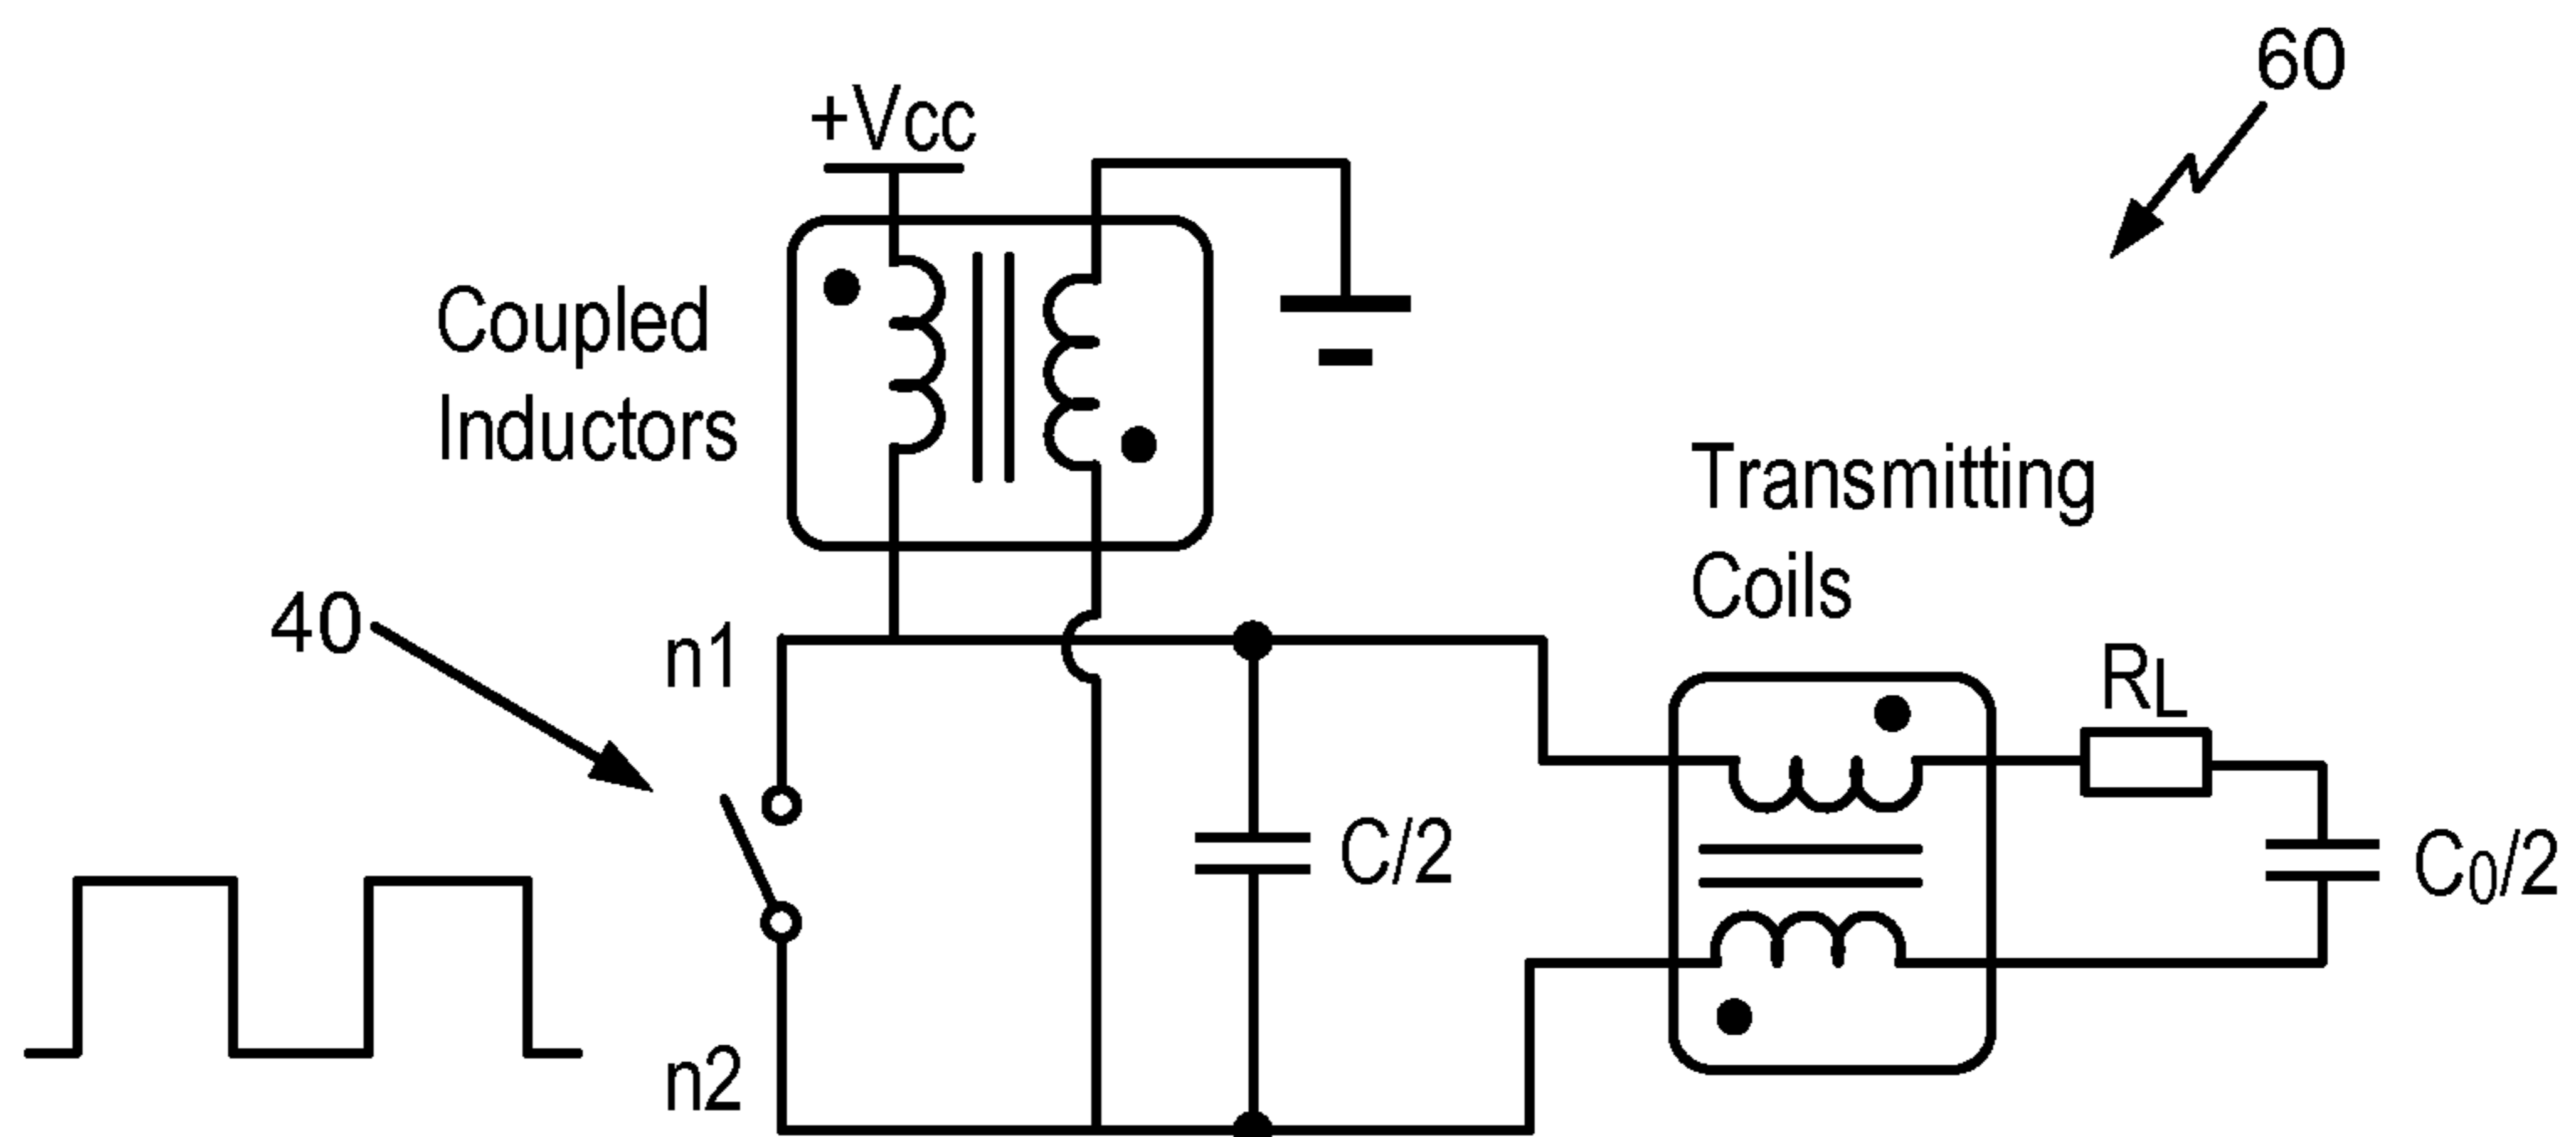 60
+Vcc
Coupled
Inductors
Transmitting
Coils
40
n1
RL
C/2
C0/2
n2